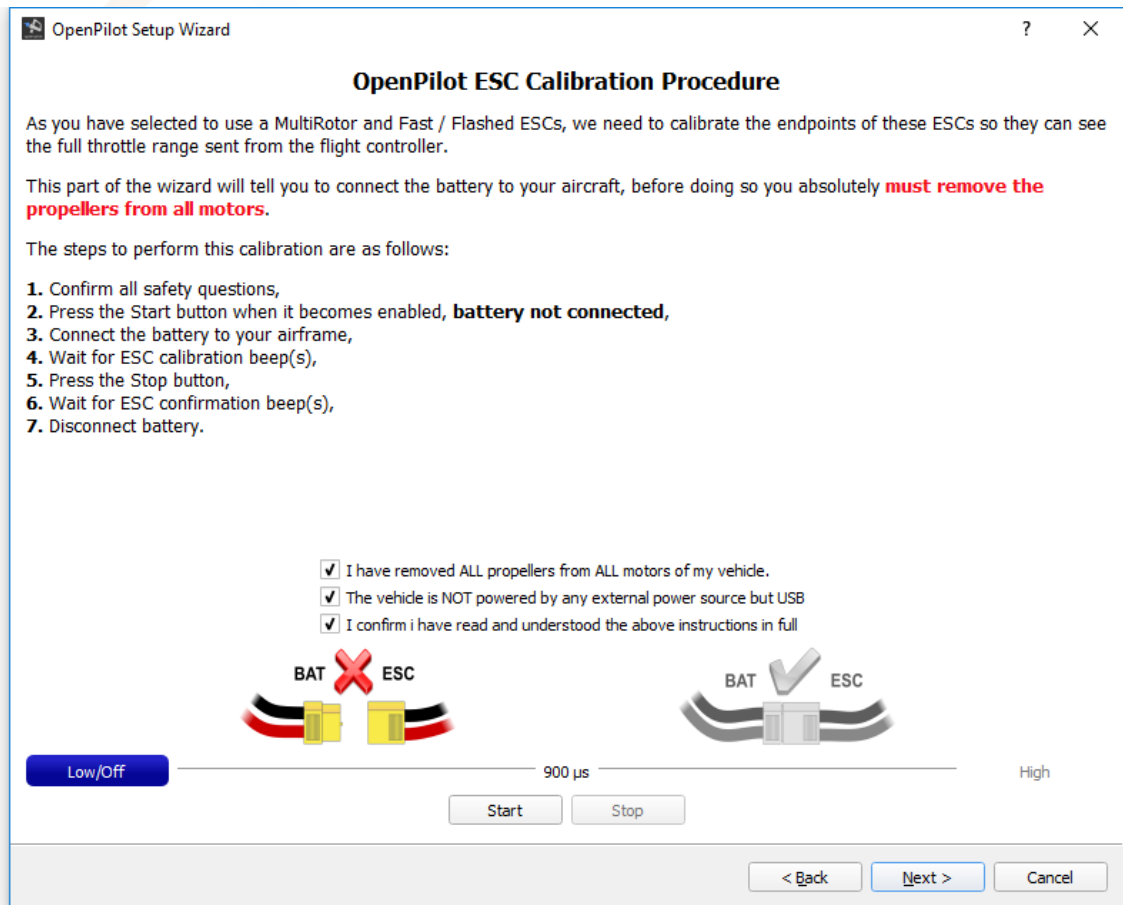 OpenPilot Setup Wizard
?
OpenPilot ESC Calibration Procedure
As you have selected to use a MultiRotor and Fast / Flashed ESCs, we need to calibrate the endpoints of these ESCs so they can see
the full throttle range sent from the flight controller.
This part of the wizard will tell you to connect the battery to your aircraft, before doing so you absolutely must remove the
propellers from all motors.
The steps to perform this calibration are as follows:
1. Confirm all safety questions,
2. Press the Start button when it becomes enabled, battery not connected,
3. Connect the battery to your airframe,
4. Wait for ESC calibration beep(s),
5. Press the Stop button,
6. Wait for ESC confirmation beep(s),
7. Disconnect battery.
I have removed ALL propellers from ALL motors of my vehicle.
The vehicle is NOT powered by any external power source but USB
I confirm i have read and understood the above instructions in full
BAT ESC BAT ESC
Low/Off 900 µs High
Start Stop
< Back Next > Cancel